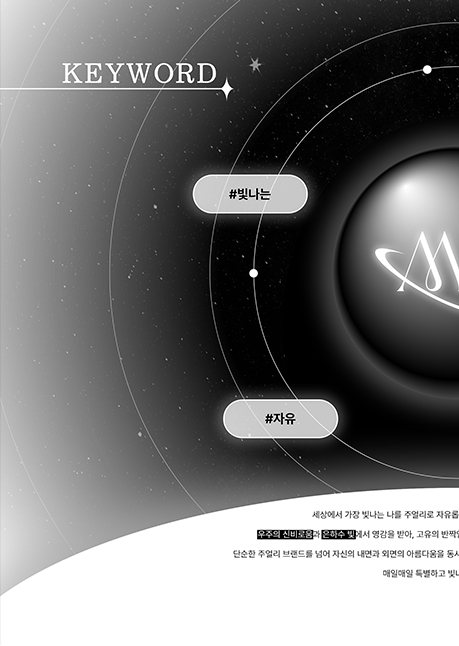 KEYWORD
#빛나는
#자유
세상에서 가장 빛나는 나를 주얼리로 자유롭
우주의 신비로움과 은하수 빛에서 영감을 받아, 고유의 반짝임
단순한 주얼리 브랜드를 넘어 자신의 내면과 외면의 아름다움을 동시
매일매일 특별하고 빛나